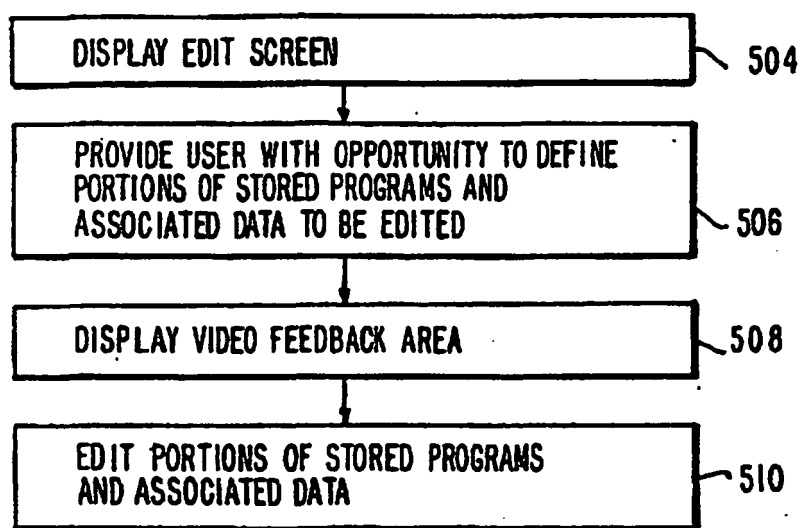 DISPLAY EDIT SCREEN
504
PROVIDE USER WITH OPPORTUNITY TO DEFINE
PORTIONS OF STORED PROGRAMS AND
ASSOCIATED DATA TO BE EDITED
506
DISPLAY VIDEO FEEDBACK AREA
508
EDIT PORTIONS OF STORED PROGRAMS
AND ASSOCIATED DATA
510